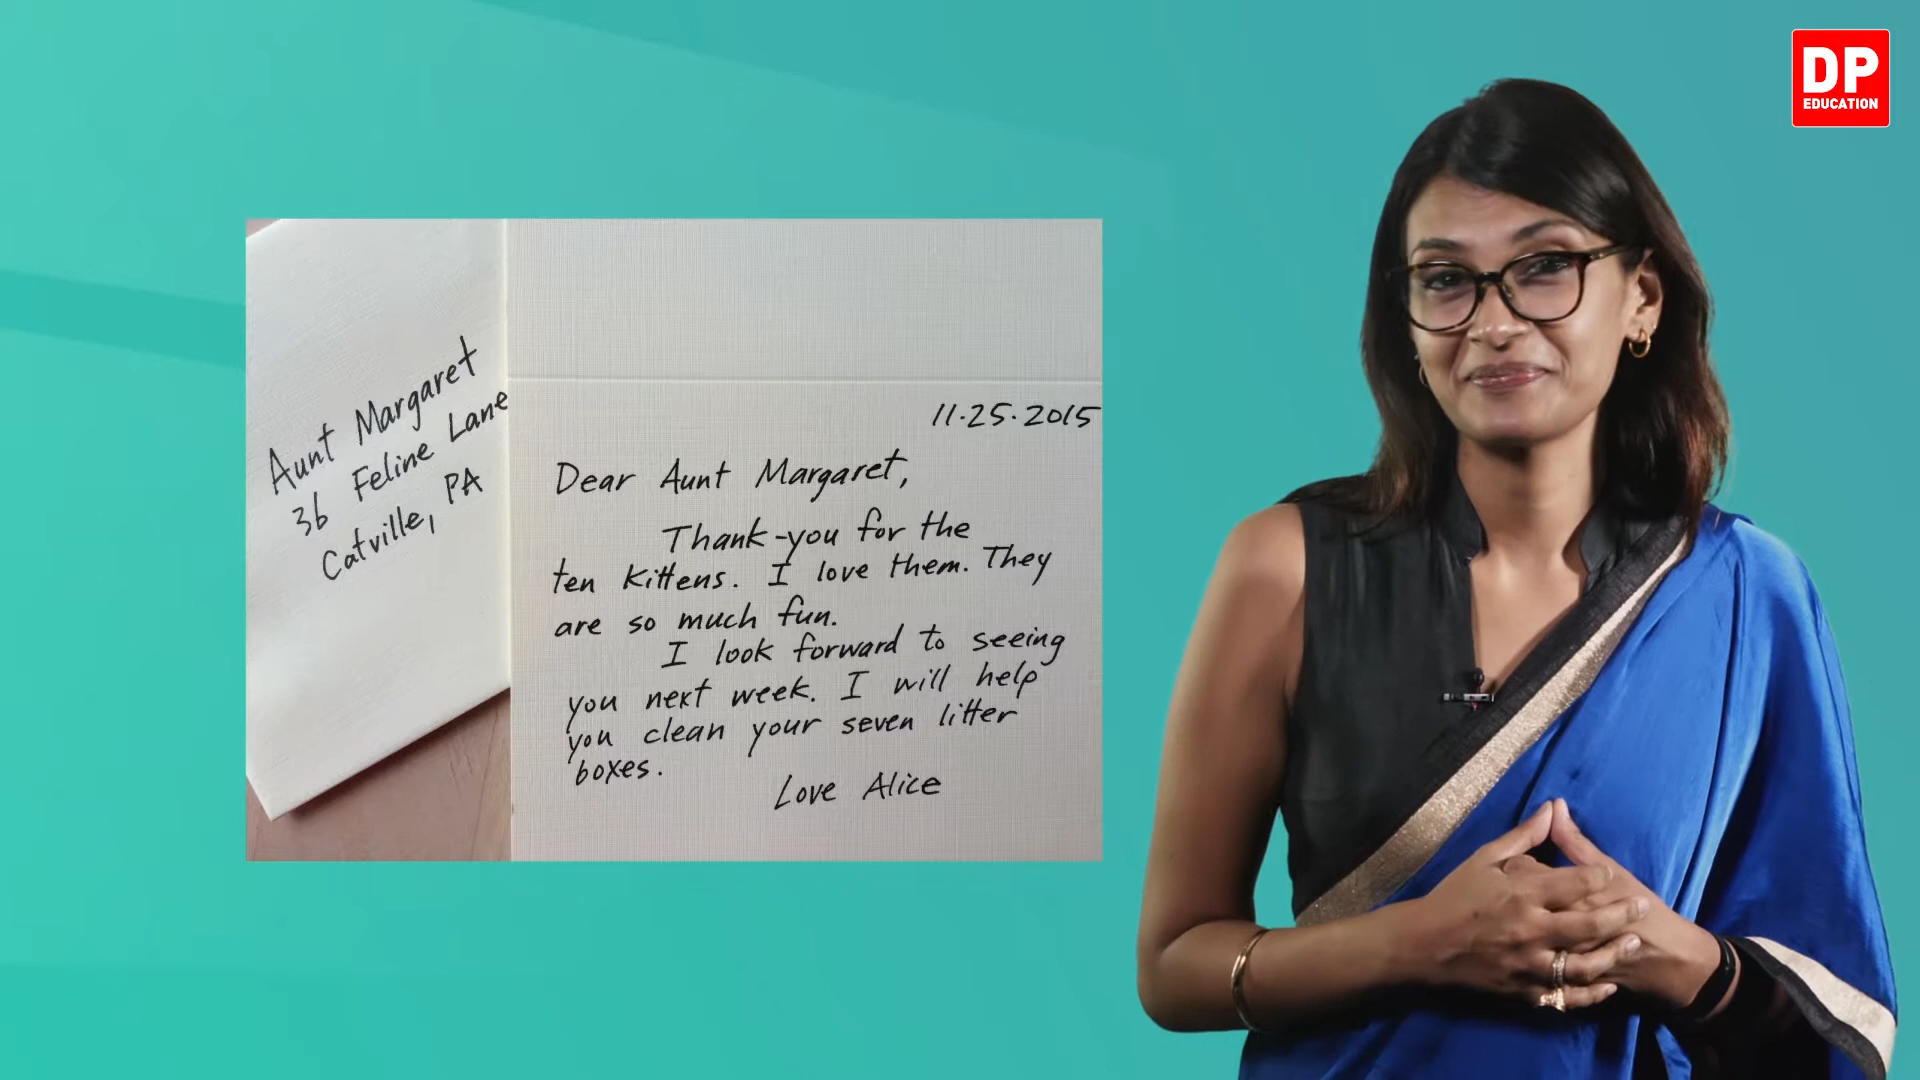 DP
EDUCATION
Aunt Margaret
36 Feline Lane
Catville, PA
11.25.2015
Dear Aunt Margaret,
Thank-you for the
ten kittens. I love them. They
are so much fun.
I look forward to seeing
you next week. I will help
you clean your seven litter
boxes.
Love Alice